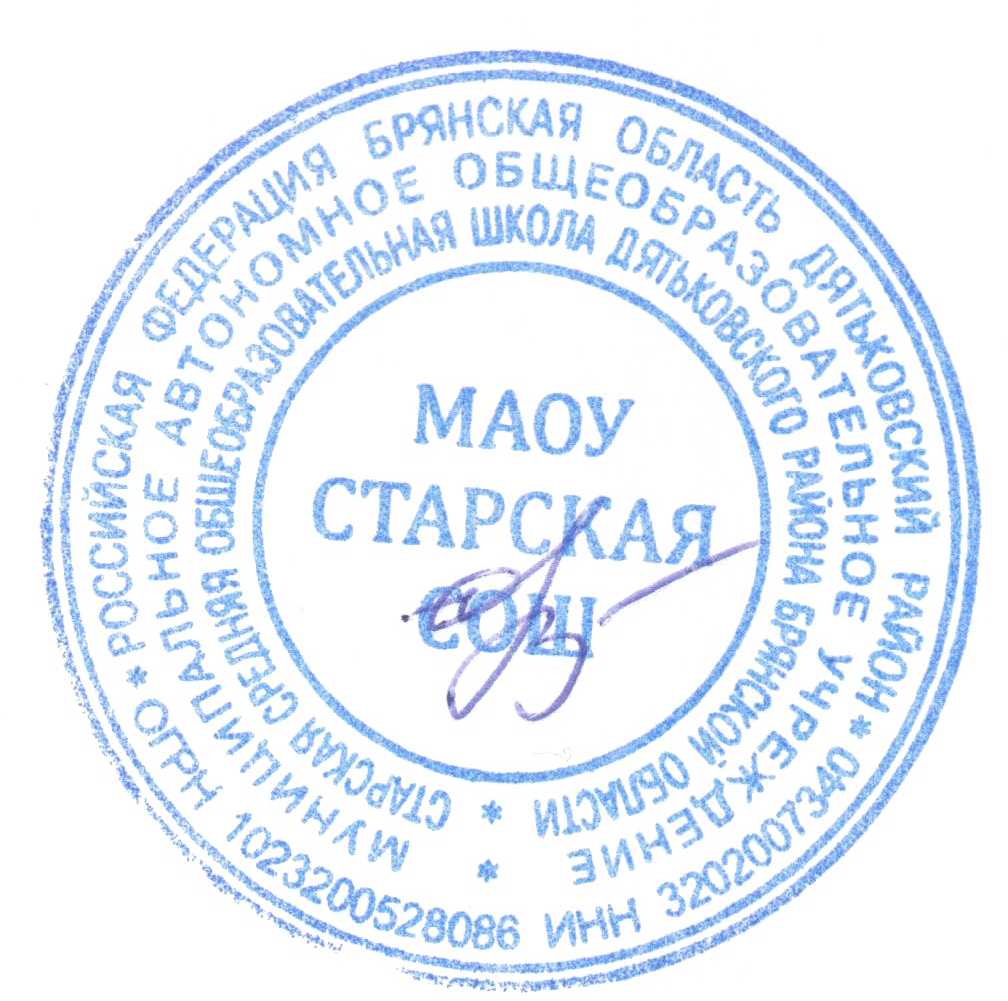 * РОССИЙСКАЯ ФЕДЕРАЦИЯ БРЯНСКАЯ ОБЛАСТЬ ДЯТЬКОВСКИЙ РАЙОН *
ОГРН 1023200528086 ИНН 3202007340
МУНИЦИПАЛЬНОЕ АВТОНОМНОЕ ОБЩЕОБРАЗОВАТЕЛЬНОЕ УЧРЕЖДЕНИЕ *
СТАРСКАЯ СРЕДНЯЯ ОБЩЕОБРАЗОВАТЕЛЬНАЯ ШКОЛА ДЯТЬКОВСКОГО РАЙОНА БРЯНСКОЙ ОБЛАСТИ *
МАОУ
СТАРСКАЯ
СОШ